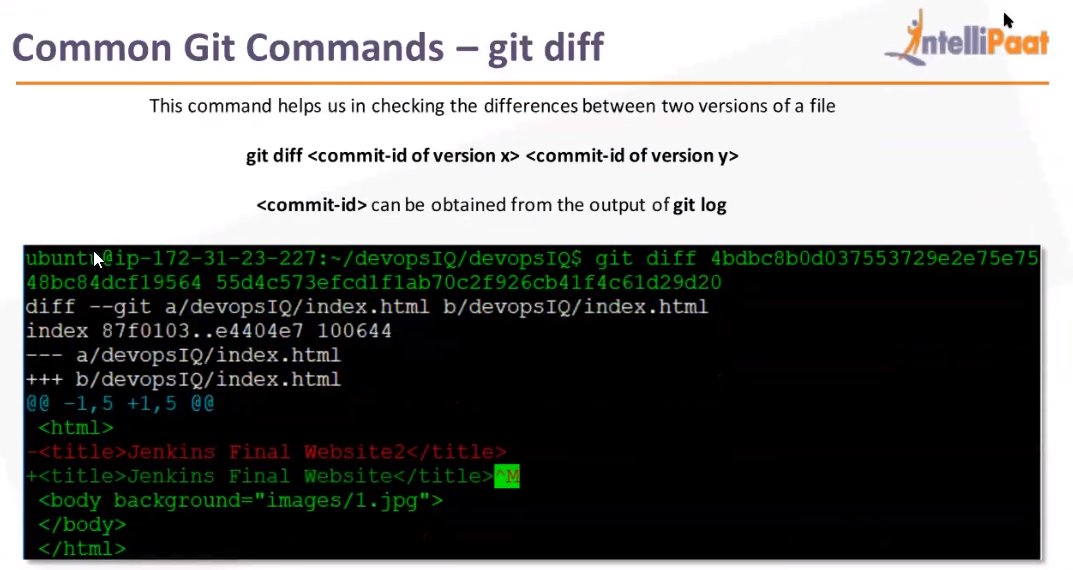 Common Git Commands – git diff
IntelliPaat
This command helps us in checking the differences between two versions of a file
git diff <commit-id of version x> <commit-id of version y>
<commit-id> can be obtained from the output of git log
ubuntu@ip-172-31-23-227:~/devopsIQ/devopsIQ$ git diff 4bdbc8b0d037553729e2e75e75
48bc84dcf19564 55d4c573efcd1f1ab70c2f926cb41f4c61d29d20
diff --git a/devopsIQ/index.html b/devopsIQ/index.html
index 87f0103..e4404e7 100644
--- a/devopsIQ/index.html
+++ b/devopsIQ/index.html
@@ -1,5 +1,5 @@
 <html>
-<title>Jenkins Final Website2</title>
+<title>Jenkins Final Website</title>^M
 <body background="images/1.jpg">
 </body>
 </html>